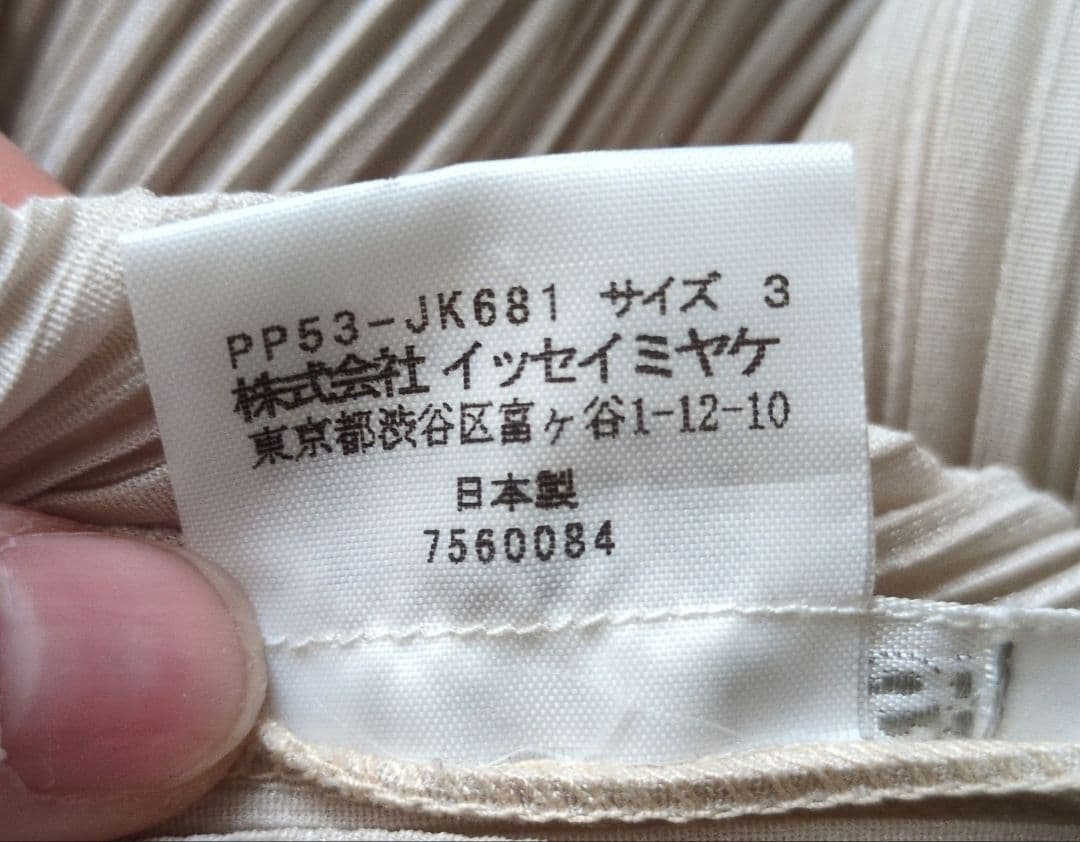 PP53-JK681 サイズ 3
株式会社 イッセイミヤケ
東京都渋谷区富ヶ谷1-12-10
日本製
7560084